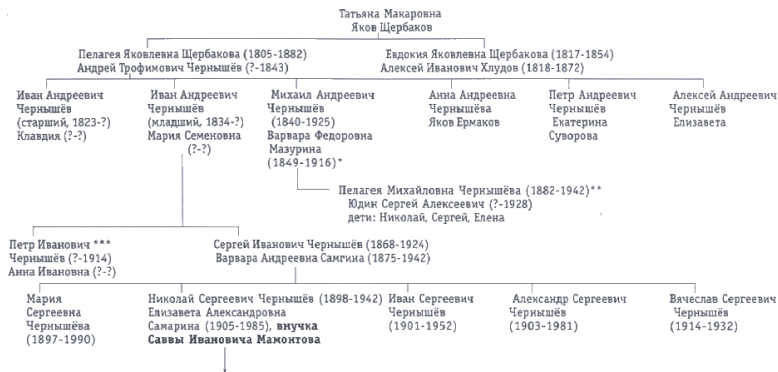 Татьяна Макаровна
Яков Щербаков
Пелагея Яковлевна Щербакова (1805-1882)
Андрей Трофимович Чернышёв (?-1843)
Евдокия Яковлевна Щербакова (1817-1854)
Алексей Иванович Хлудов (1818-1872)
Иван Андреевич
Чернышёв
(старший, 1823-?)
Клавдия (?-?)
Иван Андреевич
Чернышёв
(младший, 1834-?)
Мария Семеновна
(?-?)
Михаил Андреевич
Чернышёв
(1840-1925)
Варвара Федоровна
Мазурина
(1849-1916)*
Анна Андреевна
Чернышёва
Яков Ермаков
Петр Андреевич
Чернышёв
Екатерина
Суворова
Алексей Андреевич
Чернышёв
Елизавета
Пелагея Михайловна Чернышёва (1882-1942)**
Юдин Сергей Алексеевич (?-1928)
дети: Николай, Сергей, Елена
Петр Иванович ***
Чернышёв (?-1914)
Анна Ивановна (?-?)
Сергей Иванович Чернышёв (1868-1924)
Варвара Андреевна Самгина (1875-1942)
Мария
Сергеевна
Чернышёва
(1897-1990)
Николай Сергеевич Чернышёв (1898-1942)
Елизавета Александровна
Самарина (1905-1985), внучка
Саввы Ивановича Мамонтова
Иван Сергеевич
Чернышёв
(1901-1952)
Александр Сергеевич
Чернышёв
(1903-1981)
Вячеслав Сергеевич
Чернышёв
(1914-1932)